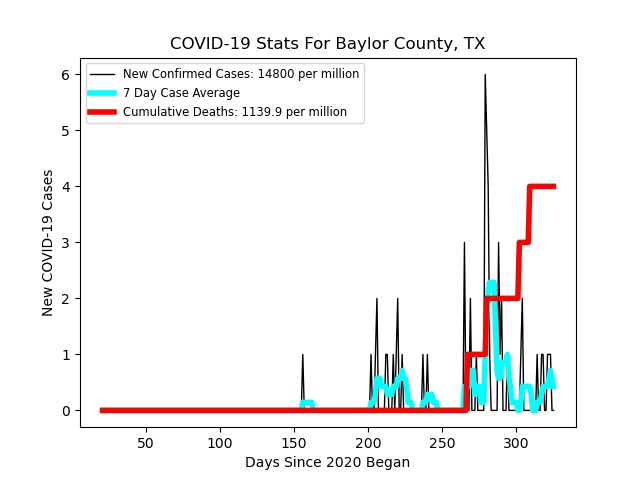 COVID-19 Stats For Baylor County, TX
New Confirmed Cases: 14800 per million
7 Day Case Average
Cumulative Deaths: 1139.9 per million
New COVID-19 Cases
6
5
4
3
2
1
0
50 100 150 200 250 300
Days Since 2020 Began